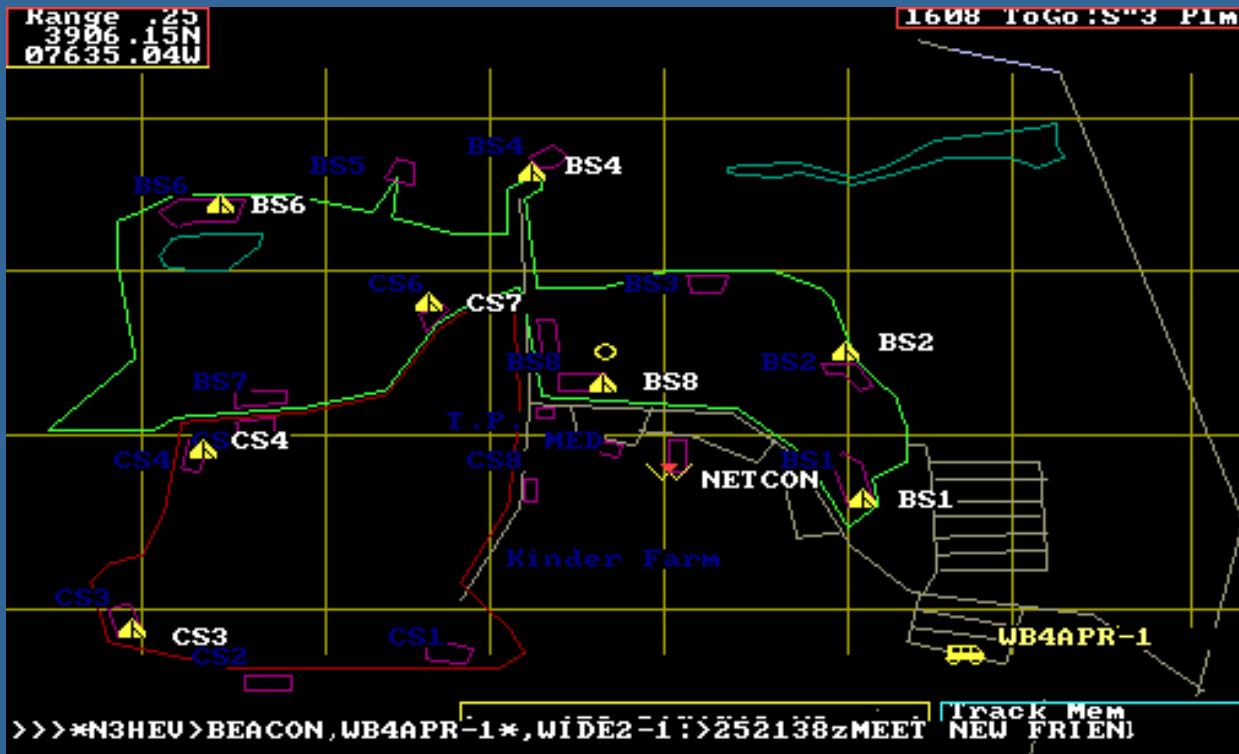 Range .25
3906.15N
07635.04W
1608 ToGo:S"3 Plm
BS4
BS5
BS4
BS6
BS6
CS6
CS7
BS3
BS2
BS8
BS2
BS7
BS8
T.P.
CS4
MED
CS4
CS8
BS1
NETCON
BS1
Kinder Farm
CS3
CS3
CS1
WB4APR-1
CS2
Track Mem
>>>*N3HEV>BEACON,WB4APR-1*,WIDE2-1:>252138zMEET NEW FRIEN